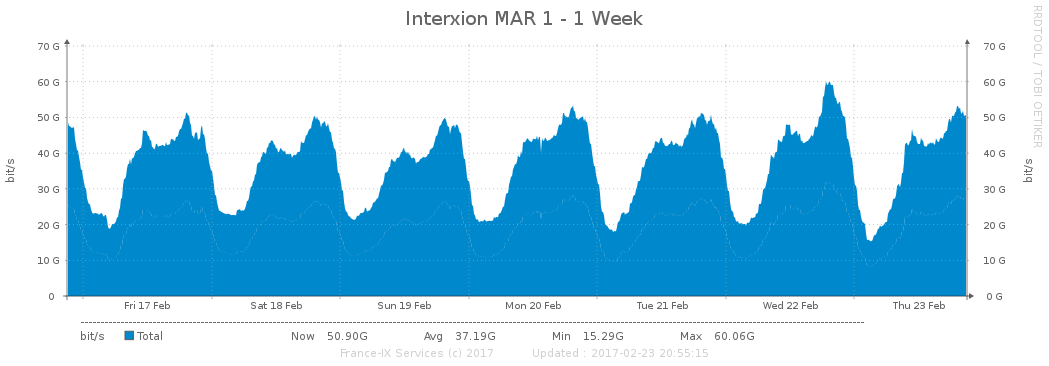 Interxion MAR 1 - 1 Week
RRDTOOL / TOBI OETIKER
70 G 70 G
60 G 60 G
50 G 50 G
40 G 40 G
30 G 30 G
20 G 20 G
10 G 10 G
0 0 G
bit/s bit/s
Fri 17 Feb Sat 18 Feb Sun 19 Feb Mon 20 Feb Tue 21 Feb Wed 22 Feb Thu 23 Feb
bit/s Total Now 50.90G Avg 37.19G Min 15.29G Max 60.06G
France-IX Services (c) 2017 Updated : 2017-02-23 20:55:15